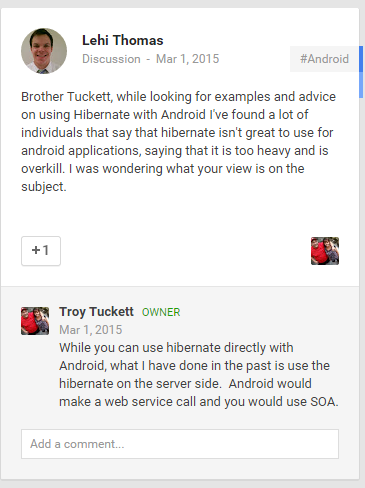 Lehi Thomas
Discussion - Mar 1, 2015
#Android
Brother Tuckett, while looking for examples and advice
on using Hibernate with Android I've found a lot of
individuals that say that hibernate isn't great to use for
android applications, saying that it is too heavy and is
overkill. I was wondering what your view is on the
subject.
+1
Troy Tuckett OWNER
Mar 1, 2015
While you can use hibernate directly with
Android, what I have done in the past is use the
hibernate on the server side.  Android would
make a web service call and you would use SOA.
Add a comment...